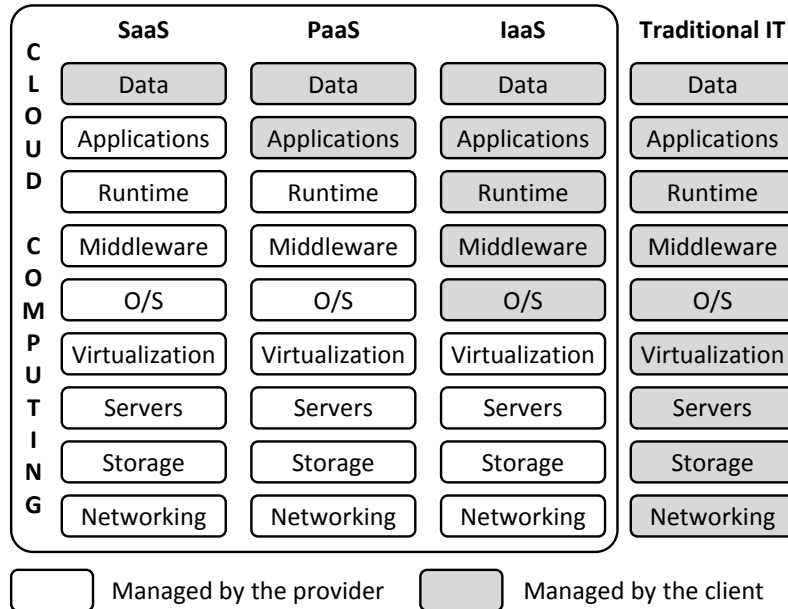 SaaS PaaS IaaS Traditional IT
CLOUD COMPUTING
Data Data Data Data
Applications Applications Applications Applications
Runtime Runtime Runtime Runtime
Middleware Middleware Middleware Middleware
O/S O/S O/S O/S
Virtualization Virtualization Virtualization Virtualization
Servers Servers Servers Servers
Storage Storage Storage Storage
Networking Networking Networking Networking
Managed by the provider Managed by the client